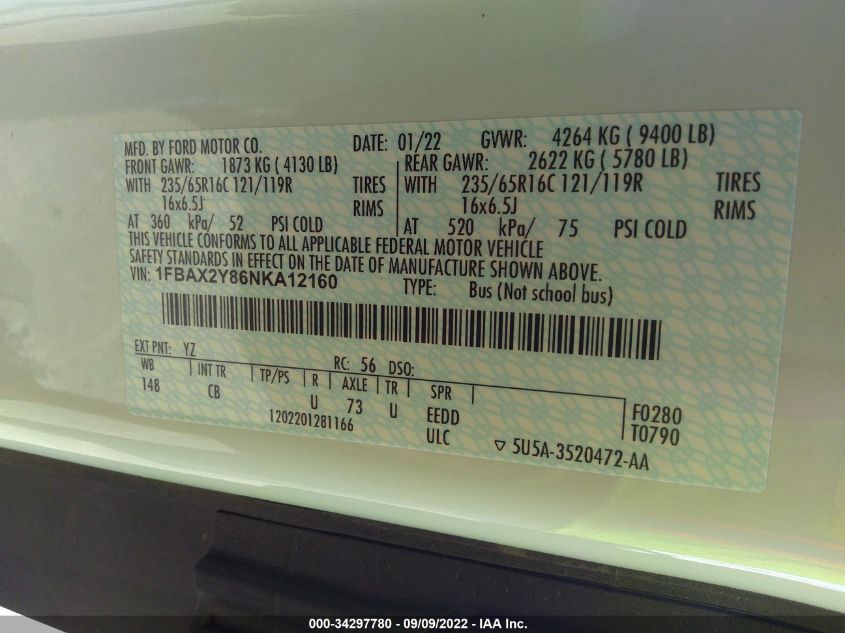 MFD. BY FORD MOTOR CO. DATE: 01/22 GVWR: 4264 KG ( 9400 LB)
FRONT GAWR: 1873 KG ( 4130 LB) REAR GAWR: 2622 KG ( 5780 LB)
WITH 235/65R16C 121/119R TIRES WITH 235/65R16C 121/119R TIRES
16x6.5J RIMS 16x6.5J RIMS
AT 360 kPa/ 52 PSI COLD AT 520 kPa/ 75 PSI COLD
THIS VEHICLE CONFORMS TO ALL APPLICABLE FEDERAL MOTOR VEHICLE
SAFETY STANDARDS IN EFFECT ON THE DATE OF MANUFACTURE SHOWN ABOVE.
VIN: 1FBAX2Y86NKA12160 TYPE: Bus (Not school bus)
EXT PNT: YZ RC: 56 DSO:
WB INT TR TP/PS R AXLE TR SPR
148 CB U 73 U EEDD F0280
1202201281166 ULC T0790
5U5A-3520472-AA
000-34297780 - 09/09/2022 - IAA Inc.